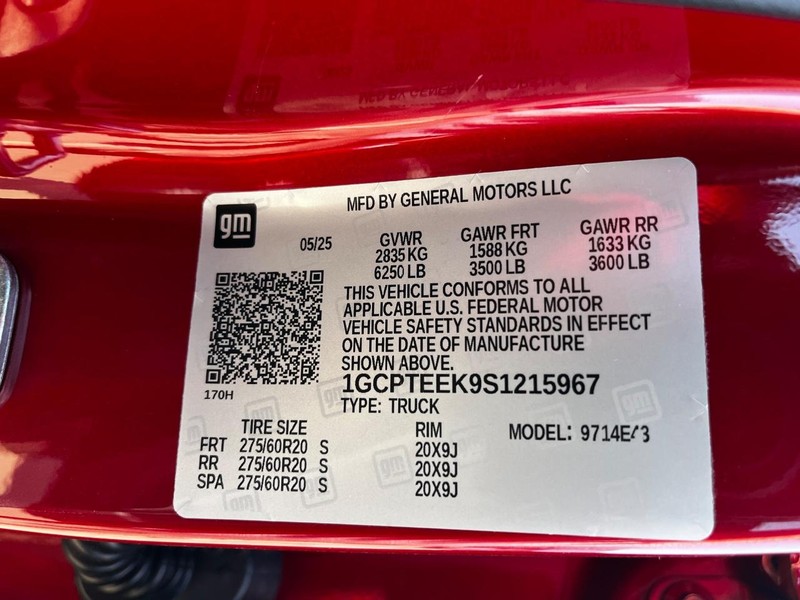 MFD BY GENERAL MOTORS LLC
gm
05/25
GVWR GAWR FRT GAWR RR
2835 KG 1588 KG 1633 KG
6250 LB 3500 LB 3600 LB
THIS VEHICLE CONFORMS TO ALL
APPLICABLE U.S. FEDERAL MOTOR
VEHICLE SAFETY STANDARDS IN EFFECT
ON THE DATE OF MANUFACTURE
SHOWN ABOVE.
170H
1GCPTEEK9S1215967
TYPE: TRUCK
TIRE SIZE RIM MODEL:
FRT 275/60R20 S 20X9J
RR 275/60R20 S 20X9J
SPA 275/60R20 S 20X9J